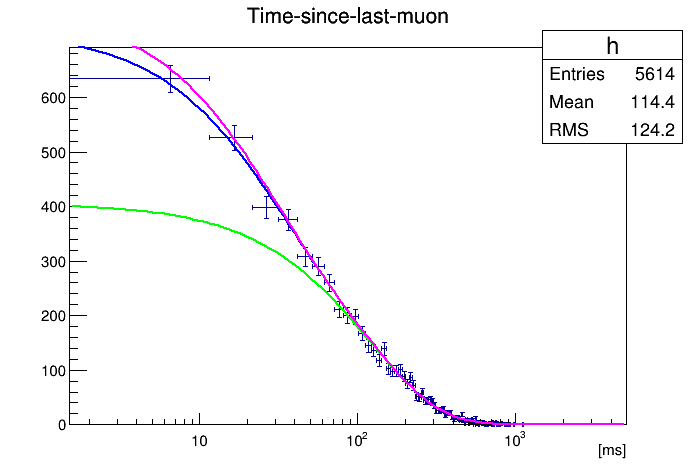 Time-since-last-muon
h
Entries 5614
Mean 114.4
RMS 124.2
600
500
400
300
200
100
0
10
10²
10³
[ms]